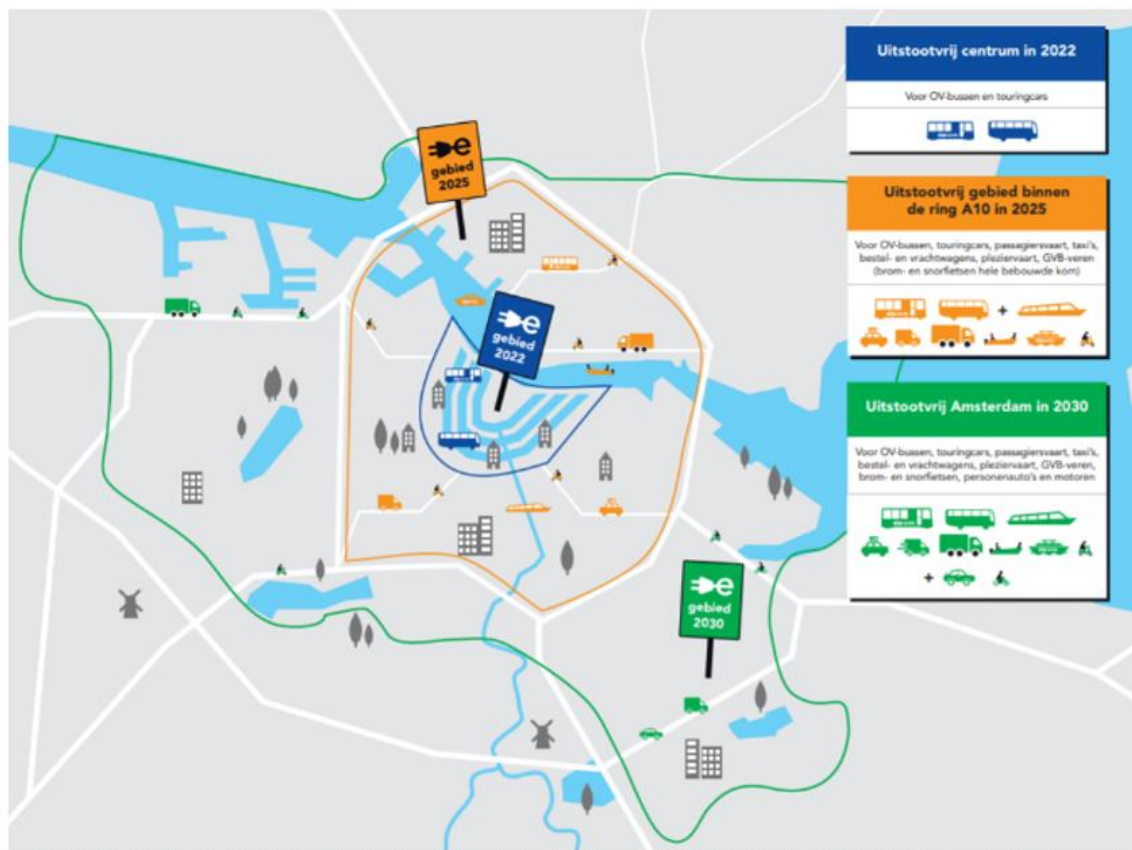 Uitstootvrij centrum in 2022
Voor OV-bussen en touringcars
e
gebied
2025
Uitstootvrij gebied binnen
de ring A10 in 2025
Voor OV-bussen, touringcars, passagiersvaart, taxi's,
bestel- en vrachtwagens, pleziervaart, GVB-veren
(brom- en snorfietsen hele bebouwde kom)
+
e
gebied
2022
Uitstootvrij Amsterdam in 2030
Voor OV-bussen, touringcars, passagiersvaart, taxi's,
bestel- en vrachtwagens, pleziervaart, GVB-veren,
brom- en snorfietsen, personenauto's en motoren
+
e
gebied
2030